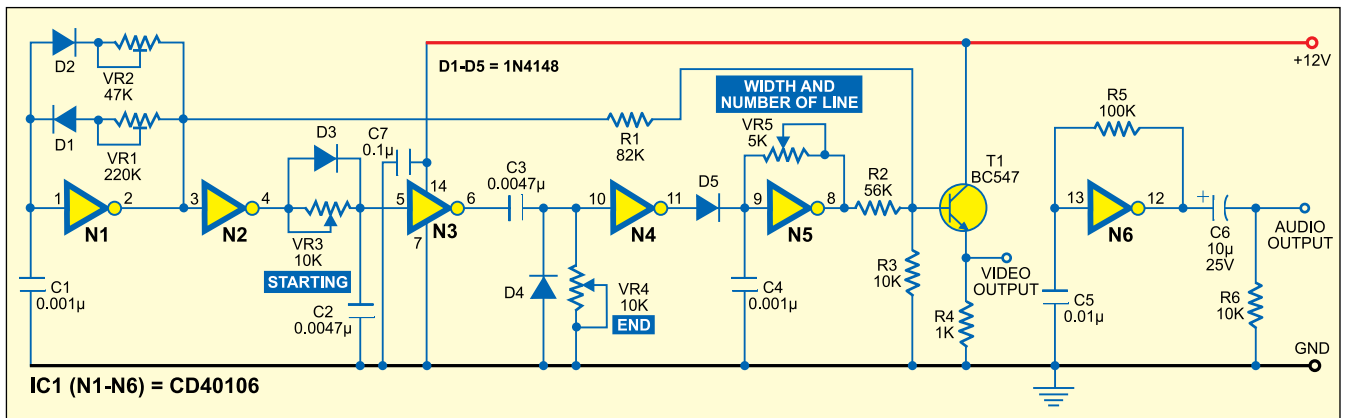 D2
VR2
47K
D1
VR1
220K
1
N1
2
C1
0.001µ
3
N2
4
D3
VR3
10K
STARTING
C2
0.0047µ
C7
0.1µ
D1-D5 = 1N4148
14
5
N3
6
7
C3
0.0047µ
R1
82K
D4
VR4
10K
END
10
N4
11
D5
WIDTH AND
NUMBER OF LINE
VR5
5K
9
N5
8
C4
0.001µ
R2
56K
R3
10K
T1
BC547
VIDEO
OUTPUT
R4
1K
R5
100K
13
N6
12
C5
0.01µ
+
C6
10µ
25V
AUDIO
OUTPUT
R6
10K
+12V
GND
IC1 (N1-N6) = CD40106